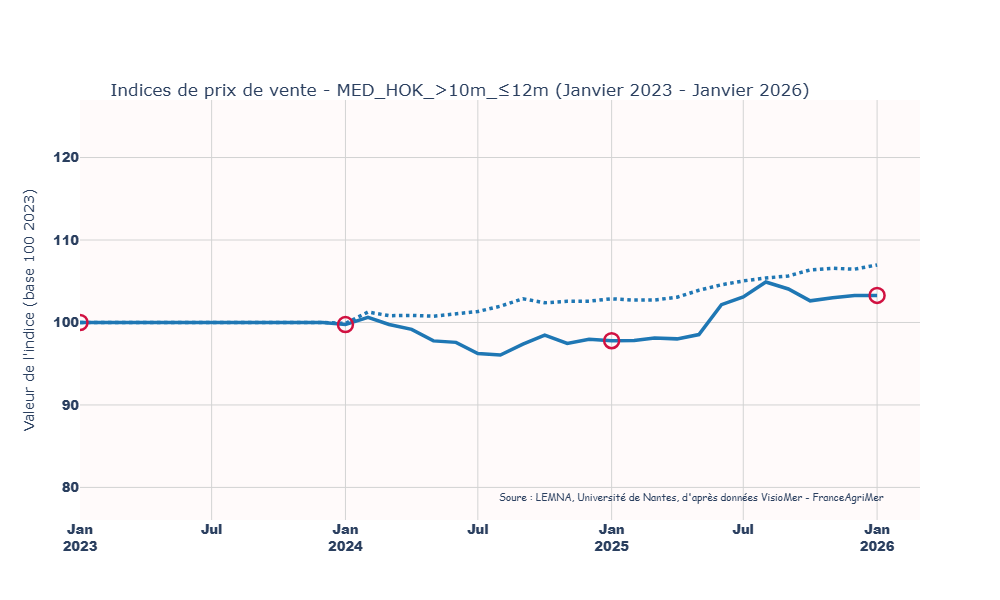 Indices de prix de vente - MED_HOK_>10m_≤12m (Janvier 2023 - Janvier 2026)
Valeur de l'indice (base 100 2023)
120
110
100
90
80
Soure : LEMNA, Université de Nantes, d'après données VisioMer - FranceAgriMer
Jan Jul Jan Jul Jan Jul Jan
2023 2024 2025 2026